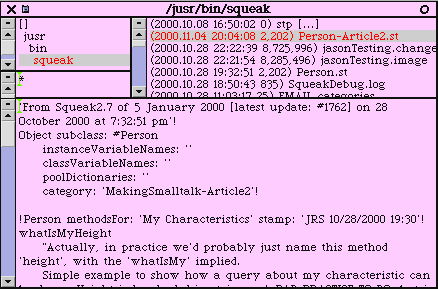 /jusr/bin/squeak
[]
jusr
bin
squeak
*
(2000.10.08 16:50:02 0) stp [...]
(2000.11.04 20:04:08 2,202) Person-Article2.st
(2000.10.28 22:22:39 8,725,996) jasonTesting.change
(2000.10.28 22:21:54 8,285,496) jasonTesting.image
(2000.10.28 19:32:51 2,202) Person.st
(2000.10.28 18:50:43 835) SqueakDebug.log
(2000.10.28 11:03:17 25) EMAIL categories
'From Squeak2.7 of 5 January 2000 [latest update: #1762] on 28
October 2000 at 7:32:51 pm'!
Object subclass: #Person
instanceVariableNames: ''
classVariableNames: ''
poolDictionaries: ''
category: 'MakingSmalltalk-Article2'!
!Person methodsFor: 'My Characteristics' stamp: 'JRS 10/28/2000 19:30'!
whatIsMyHeight
"Actually, in practice we'd probably just name this method
'height', with the 'whatIsMy' implied.
Simple example to show how a query about my characteristic can